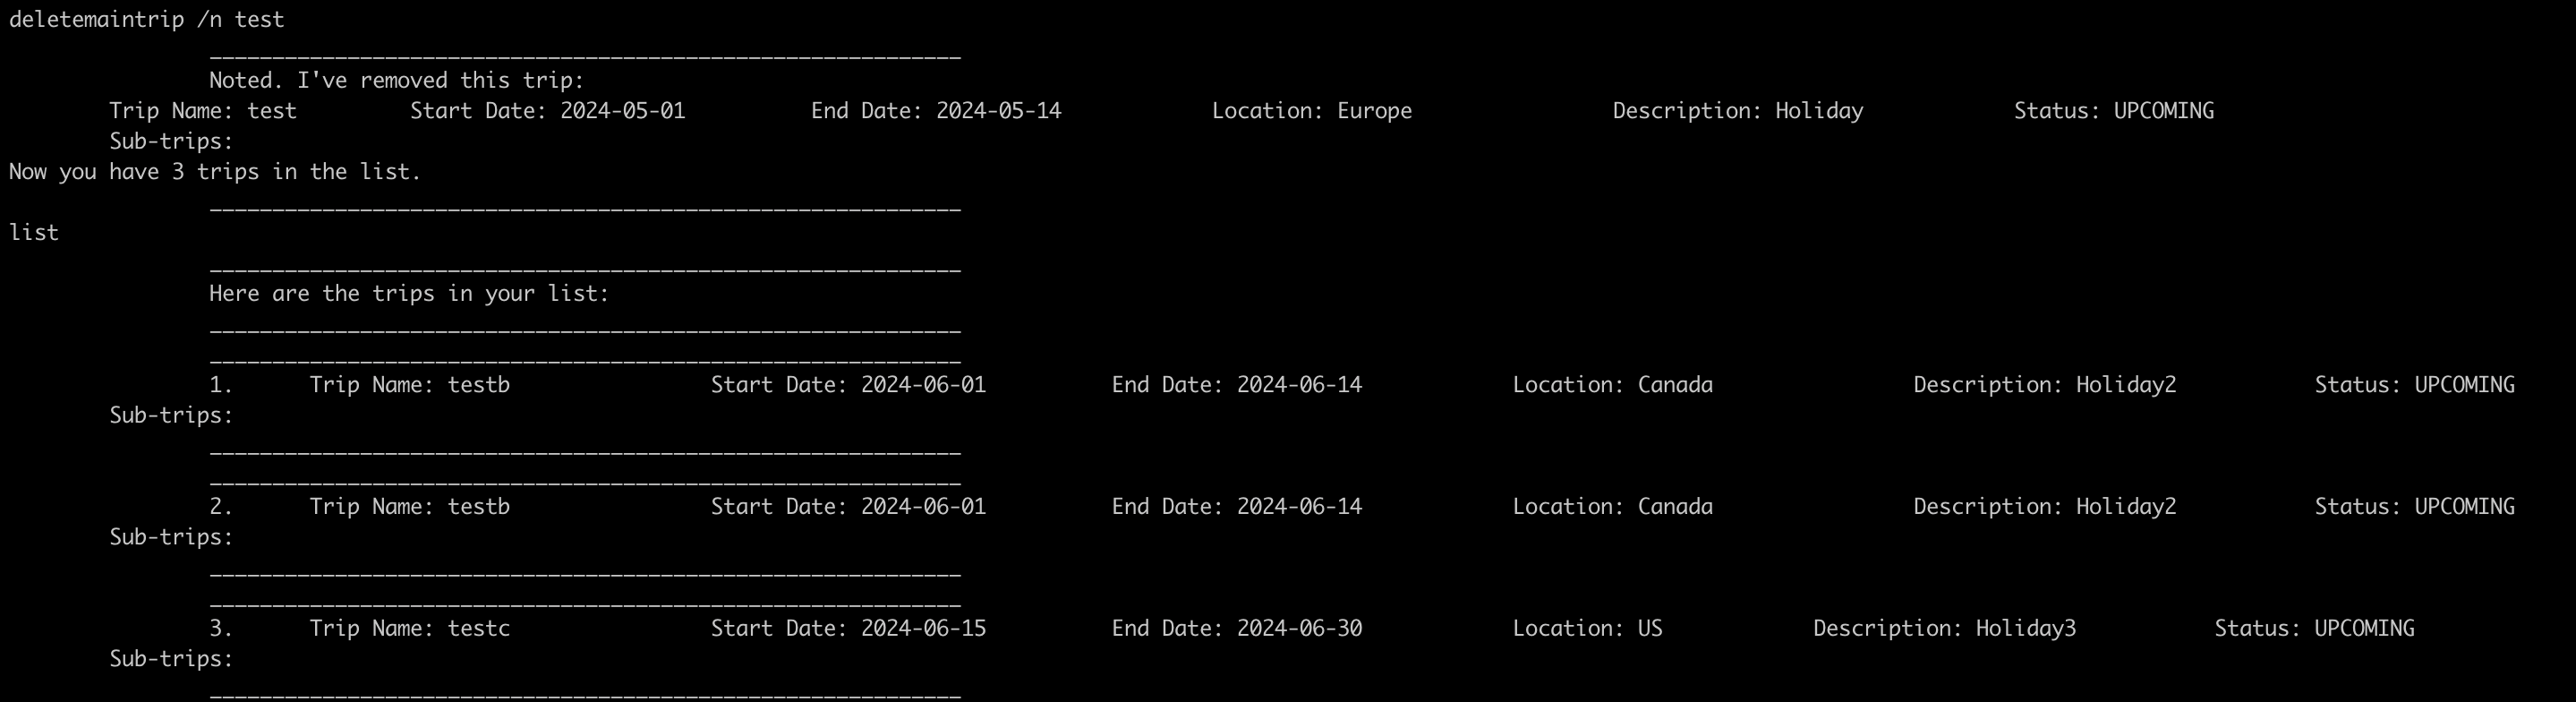 deletemaintrip /n test
____________________________________________________________
Noted. I've removed this trip:
Trip Name: test Start Date: 2024-05-01 End Date: 2024-05-14 Location: Europe Description: Holiday Status: UPCOMING
Sub-trips:
Now you have 3 trips in the list.
____________________________________________________________
list
____________________________________________________________
Here are the trips in your list:
____________________________________________________________
____________________________________________________________
1. Trip Name: testb Start Date: 2024-06-01 End Date: 2024-06-14 Location: Canada Description: Holiday2 Status: UPCOMING
Sub-trips:
____________________________________________________________
____________________________________________________________
2. Trip Name: testb Start Date: 2024-06-01 End Date: 2024-06-14 Location: Canada Description: Holiday2 Status: UPCOMING
Sub-trips:
____________________________________________________________
____________________________________________________________
3. Trip Name: testc Start Date: 2024-06-15 End Date: 2024-06-30 Location: US Description: Holiday3 Status: UPCOMING
Sub-trips:
____________________________________________________________